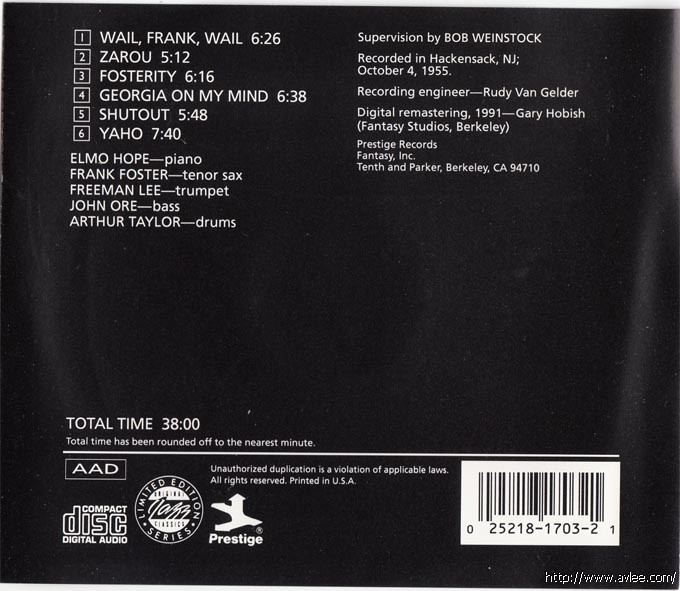 1 WAIL, FRANK, WAIL 6:26
2 ZAROU 5:12
3 FOSTERITY 6:16
4 GEORGIA ON MY MIND 6:38
5 SHUTOUT 5:48
6 YAHO 7:40
ELMO HOPE—piano
FRANK FOSTER—tenor sax
FREEMAN LEE—trumpet
JOHN ORE—bass
ARTHUR TAYLOR—drums
Supervision by BOB WEINSTOCK
Recorded in Hackensack, NJ;
October 4, 1955.
Recording engineer—Rudy Van Gelder
Digital remastering, 1991—Gary Hobish
(Fantasy Studios, Berkeley)
Prestige Records
Fantasy, Inc.
Tenth and Parker, Berkeley, CA 94710
TOTAL TIME 38:00
Total time has been rounded off to the nearest minute.
AAD
Unauthorized duplication is a violation of applicable laws.
All rights reserved. Printed in U.S.A.
COMPACT
disc
DIGITAL AUDIO
LIMITED EDITION
ORIGINAL
Jazz
CLASSICS
SERIES
Prestige®
0 25218-1703-2 1
http://www.avlee.com/